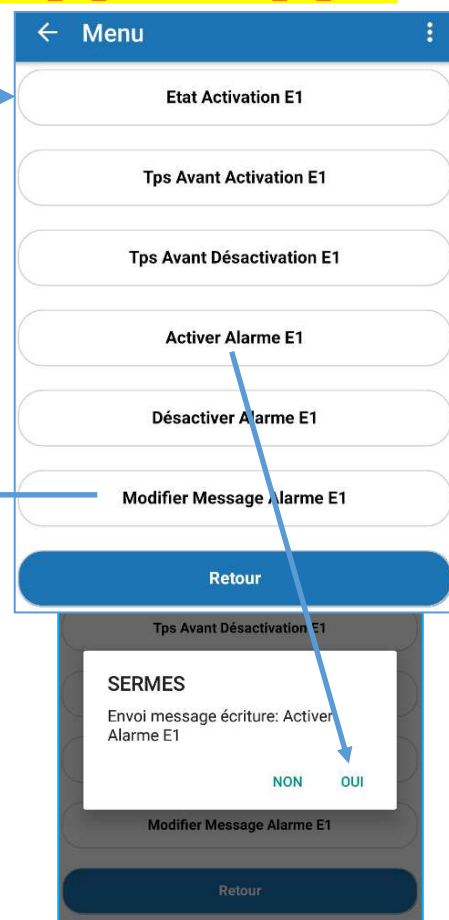 Menu
Etat Activation E1
Tps Avant Activation E1
Tps Avant Désactivation E1
Activer Alarme E1
Désactiver Alarme E1
Modifier Message Alarme E1
Retour
Tps Avant Désactivation E1
SERMES
Envoi message écriture: Activer
Alarme E1
NON OUI
Modifier Message Alarme E1
Retour